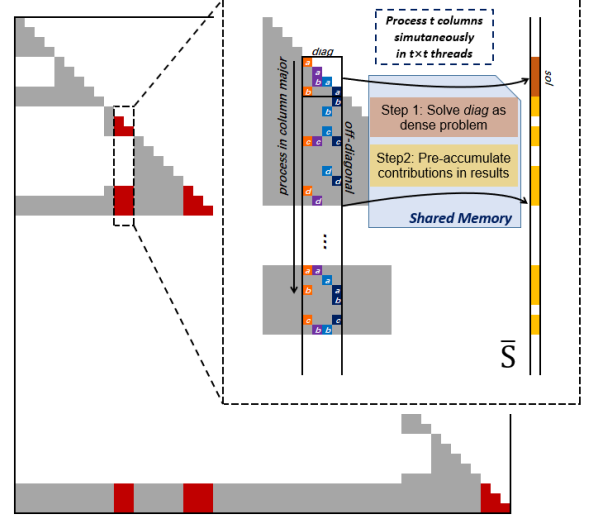 Process t columns
simutaneously
in t×t threads
diag
sol
a
a
b a
b a
b
b
c c c
c
d
d
d
d
process in column major
off-diagonal
Step 1: Solve diag as
dense problem
Step2: Pre-accumulate
contributions in results
Shared Memory
...
a a
a
b a
b
c c
b b
S̅